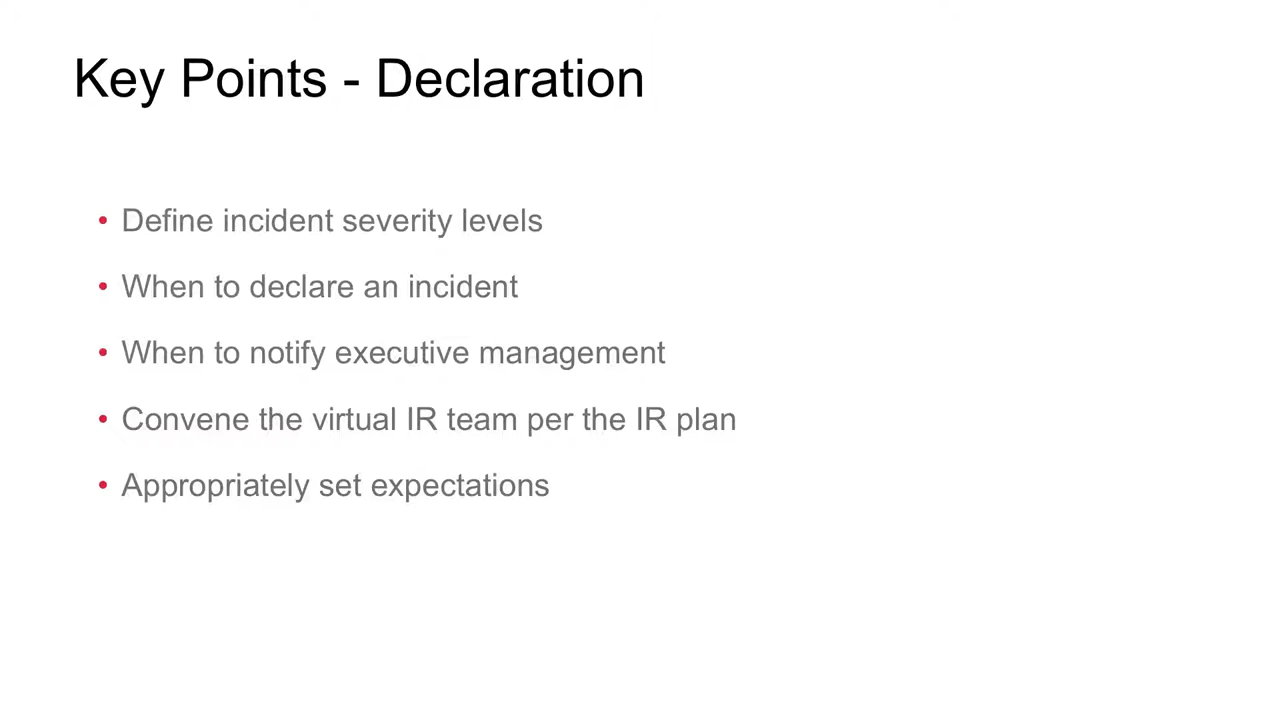 Key Points - Declaration
• Define incident severity levels
• When to declare an incident
• When to notify executive management
• Convene the virtual IR team per the IR plan
• Appropriately set expectations